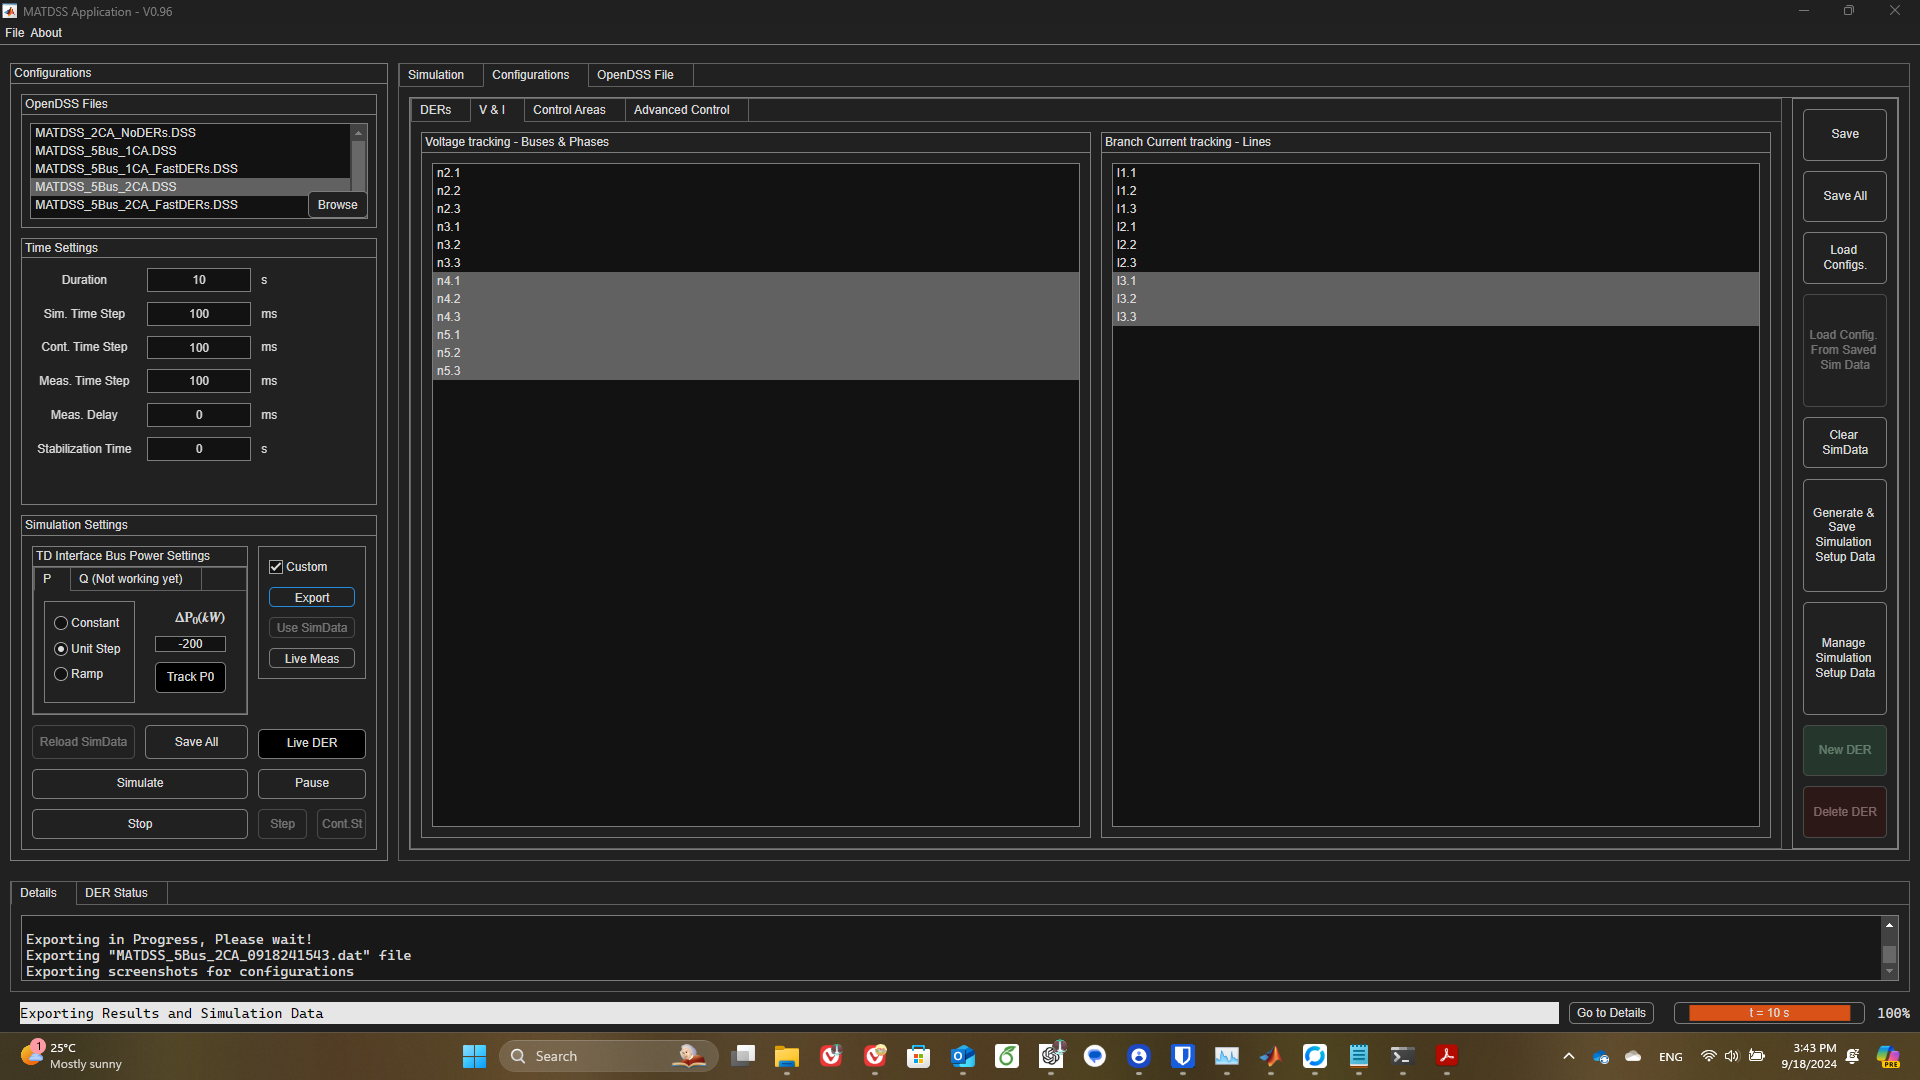 MATDSS Application - V0.96
File About
Configurations
OpenDSS Files
MATDSS_2CA_NoDERs.DSS
MATDSS_5Bus_1CA.DSS
MATDSS_5Bus_1CA_FastDERs.DSS
MATDSS_5Bus_2CA.DSS
MATDSS_5Bus_2CA_FastDERs.DSS
Browse
Time Settings
Duration 10 s
Sim. Time Step 100 ms
Cont. Time Step 100 ms
Meas. Time Step 100 ms
Meas. Delay 0 ms
Stabilization Time 0 s
Simulation Settings
TD Interface Bus Power Settings
P Q (Not working yet)
Constant
Unit Step
Ramp
ΔP0(kW)
-200
Track P0
Custom
Export
Use SimData
Live Meas
Reload SimData Save All Live DER
Simulate Pause
Stop Step Cont.St
Simulation Configurations OpenDSS File
DERs V & I Control Areas Advanced Control
Voltage tracking - Buses & Phases
n2.1
n2.2
n2.3
n3.1
n3.2
n3.3
n4.1
n4.2
n4.3
n5.1
n5.2
n5.3
Branch Current tracking - Lines
l1.1
l1.2
l1.3
l2.1
l2.2
l2.3
l3.1
l3.2
l3.3
Save
Save All
Load
Configs.
Load Config.
From Saved
Sim Data
Clear
SimData
Generate &
Save
Simulation
Setup Data
Manage
Simulation
Setup Data
New DER
Delete DER
Details DER Status
Exporting in Progress, Please wait!
Exporting "MATDSS_5Bus_2CA_0918241543.dat" file
Exporting screenshots for configurations
Exporting Results and Simulation Data
Go to Details
t = 10 s
100%
1
25°C
Mostly sunny
Search
ENG
3:43 PM
9/18/2024
PRE